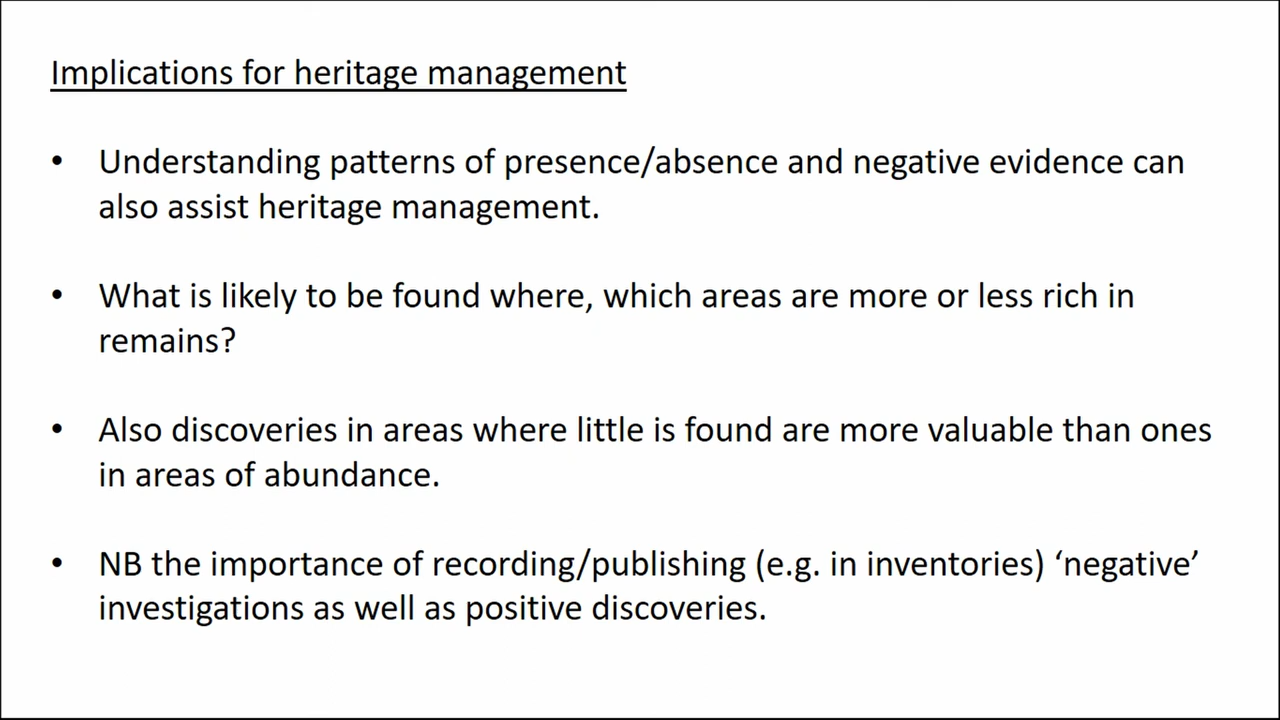 Implications for heritage management
• Understanding patterns of presence/absence and negative evidence can
also assist heritage management.
• What is likely to be found where, which areas are more or less rich in
remains?
• Also discoveries in areas where little is found are more valuable than ones
in areas of abundance.
• NB the importance of recording/publishing (e.g. in inventories) ‘negative’
investigations as well as positive discoveries.